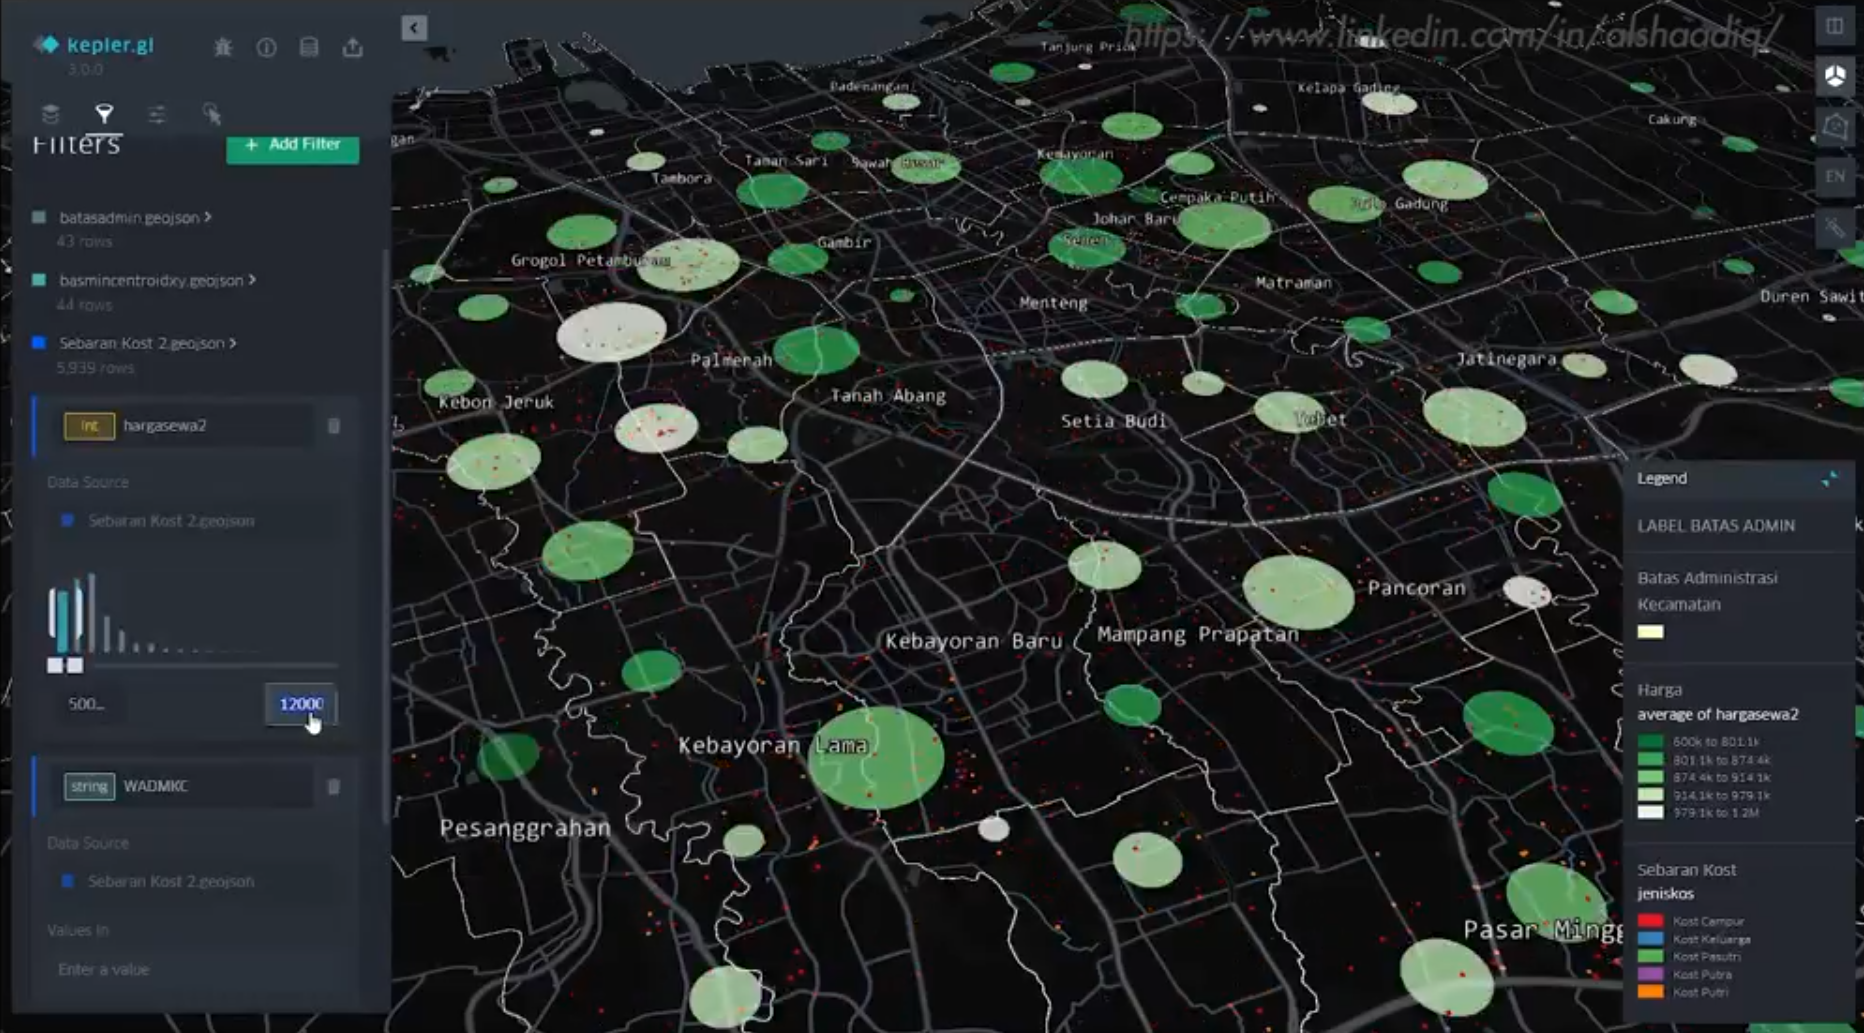 https://www.linkedin.com/in/alshaddiq/
kepler.gl
3.0.0
Filters
+ Add Filter
batasadmin.geojson
43 rows
basmincentroidxy.geojson
44 rows
Sebaran Kost 2.geojson
5,939 rows
int hargasewa2
Data Source
Sebaran Kost 2.geojson
500...
12000
string WADMKC
Data Source
Sebaran Kost 2.geojson
Values In
Enter a value
EN
Tanjung Priok
Pademangan
Kelapa Gading
Cakung
gan
Taman Sari
Sawah Besar
Kemayoran
Tambora
Cempaka Putih
Pulo Gadung
Johar Baru
Senen
Gambir
Grogol Petamburan
Matraman
Menteng
Duren Sawit
Palmerah
Jatinegara
Kebon Jeruk
Tanah Abang
Setia Budi
Tebet
Pancoran
Kebayoran Baru
Mampang Prapatan
Kebayoran Lama
Pesanggrahan
Pasar Mingg
Legend
LABEL BATAS ADMIN
Batas Administrasi
Kecamatan
Harga
average of hargasewa2
600k to 801.1k
801.1k to 874.4k
874.4k to 914.1k
914.1k to 979.1k
979.1k to 1.2M
Sebaran Kost
jeniskos
Kost Campur
Kost Keluarga
Kost Pasutri
Kost Putra
Kost Putri